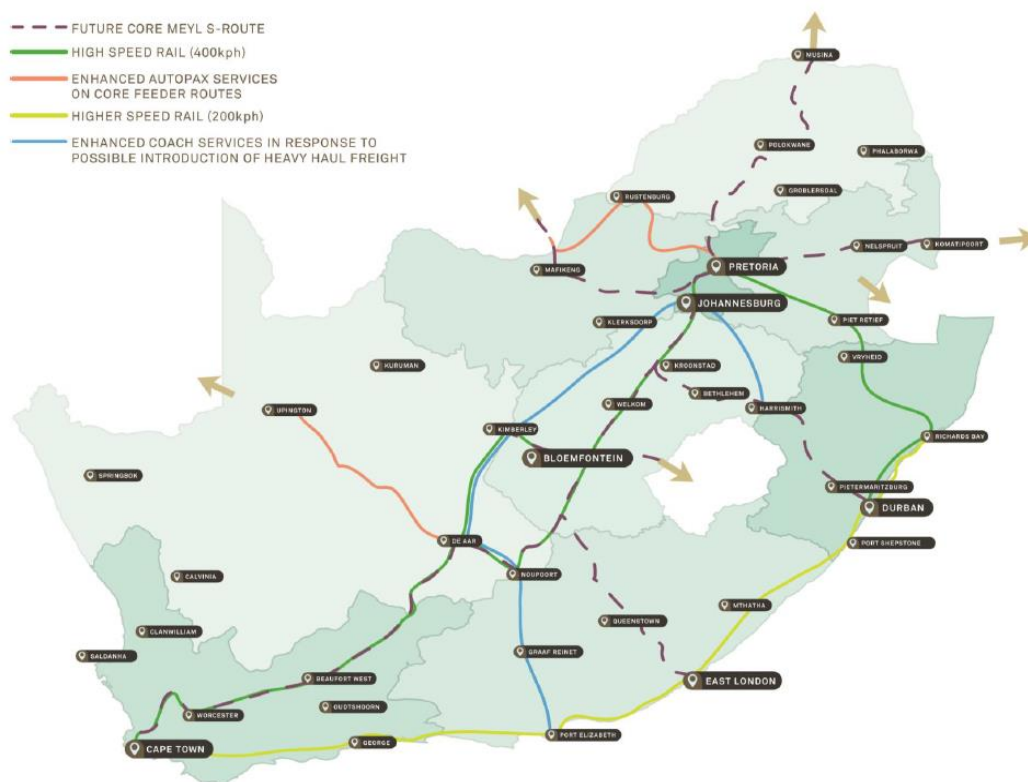 FUTURE CORE MEYL S-ROUTE
HIGH SPEED RAIL (400kph)
ENHANCED AUTOPAX SERVICES
ON CORE FEEDER ROUTES
HIGHER SPEED RAIL (200kph)
ENHANCED COACH SERVICES IN RESPONSE TO
POSSIBLE INTRODUCTION OF HEAVY HAUL FREIGHT
MUSINA
POLOKWANE
PHALABORWA
GROBLERSDAL
RUSTENBURG
NELSPRUIT
KOMATIPOORT
MAFIKENG
PRETORIA
JOHANNESBURG
KLERKSDORP
PIET RETIEF
VRYHEID
KURUMAN
KROONSTAD
BETHLEHEM
WELKOM
HARRISMITH
UPINGTON
KIMBERLEY
RICHARDS BAY
BLOEMFONTEIN
SPRINGBOK
PIETERMARITZBURG
DURBAN
DE AAR
PORT SHEPSTONE
NOUPOORT
CALVINIA
MTHATHA
QUEENSTOWN
CLANWILLIAM
GRAAF REINET
SALDANHA
BEAUFORT WEST
EAST LONDON
OUDTSHOORN
WORCESTER
PORT ELIZABETH
GEORGE
CAPE TOWN